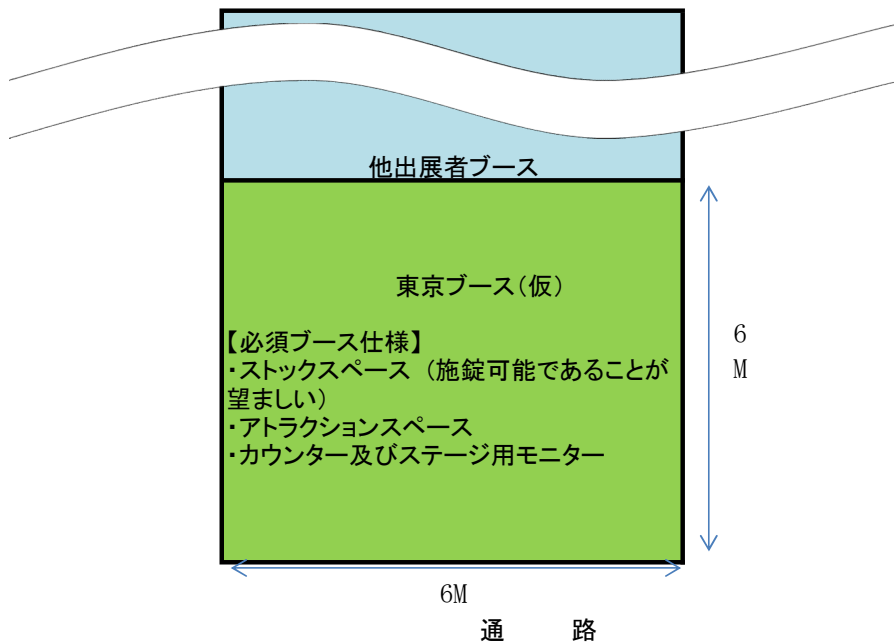 他出展者ブース
東京ブース(仮)
【必須ブース仕様】
・ストックスペース (施錠可能であることが
望ましい)
・アトラクションスペース
・カウンター及びステージ用モニター
6
M
6M
通　路